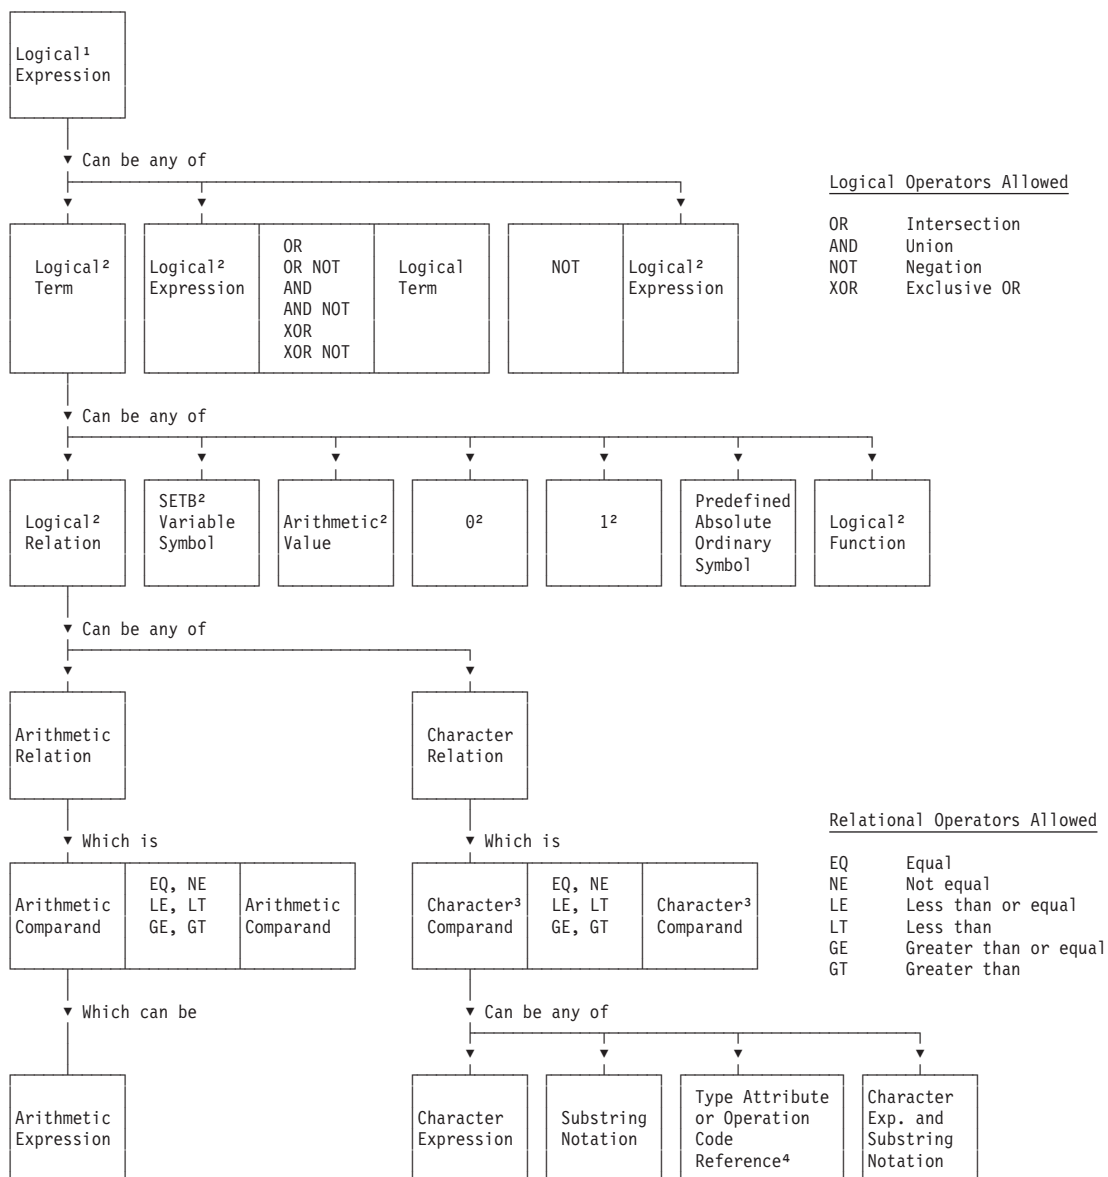 Logical¹
Expression
Can be any of
Logical Operators Allowed
OR Intersection
AND Union
NOT Negation
XOR Exclusive OR
Logical²
Term
Logical²
Expression
OR
OR NOT
AND
AND NOT
XOR
XOR NOT
Logical
Term
NOT
Logical²
Expression
Can be any of
Logical²
Relation
SETB²
Variable
Symbol
Arithmetic²
Value
0²
1²
Predefined
Absolute
Ordinary
Symbol
Logical²
Function
Can be any of
Arithmetic
Relation
Character
Relation
Which is
Which is
Relational Operators Allowed
EQ Equal
NE Not equal
LE Less than or equal
LT Less than
GE Greater than or equal
GT Greater than
Arithmetic
Comparand
EQ, NE
LE, LT
GE, GT
Arithmetic
Comparand
Character³
Comparand
EQ, NE
LE, LT
GE, GT
Character³
Comparand
Which can be
Can be any of
Arithmetic
Expression
Character
Expression
Substring
Notation
Type Attribute
or Operation
Code
Reference⁴
Character
Exp. and
Substring
Notation